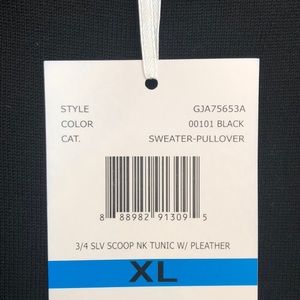 STYLE GJA75653A
COLOR 00101 BLACK
CAT. SWEATER-PULLOVER
8 88982 91309 5
3/4 SLV SCOOP NK TUNIC W/ PLEATHER
XL